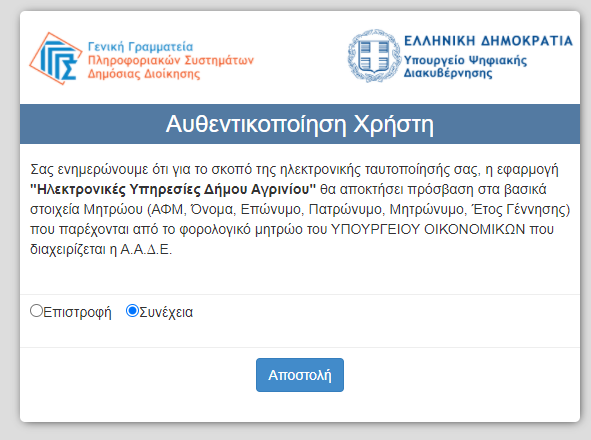 Γενική Γραμματεία
Πληροφοριακών Συστημάτων
Δημόσιας Διοίκησης
ΕΛΛΗΝΙΚΗ ΔΗΜΟΚΡΑΤΙΑ
Υπουργείο Ψηφιακής
Διακυβέρνησης
Αυθεντικοποίηση Χρήστη
Σας ενημερώνουμε ότι για το σκοπό της ηλεκτρονικής ταυτοποίησής σας, η εφαρμογή
"Ηλεκτρονικές Υπηρεσίες Δήμου Αγρινίου" θα αποκτήσει πρόσβαση στα βασικά
στοιχεία Μητρώου (ΑΦΜ, Όνομα, Επώνυμο, Πατρώνυμο, Μητρώνυμο, Έτος Γέννησης)
που παρέχονται από το φορολογικό μητρώο του ΥΠΟΥΡΓΕΙΟΥ ΟΙΚΟΝΟΜΙΚΩΝ που
διαχειρίζεται η Α.Α.Δ.Ε.
Επιστροφή Συνέχεια
Αποστολή